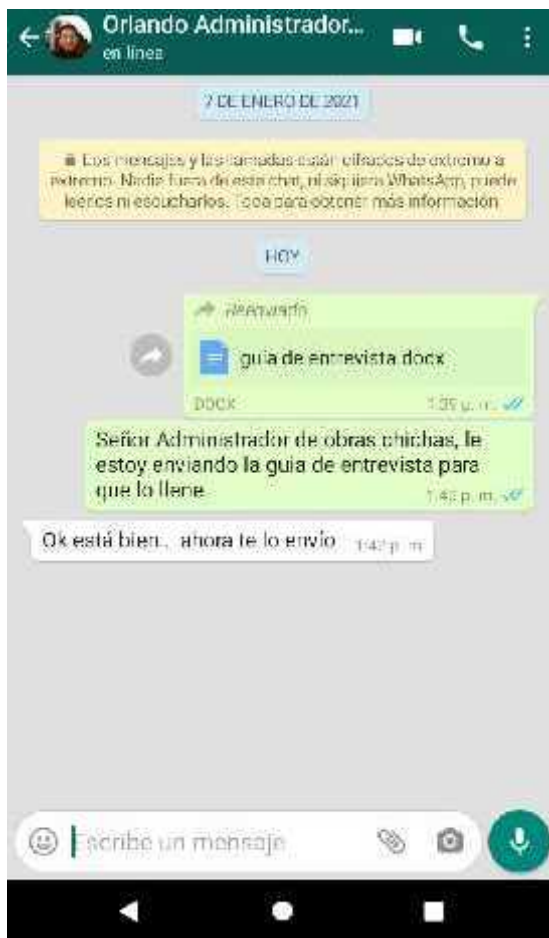 Orlando Administrador...
en línea
7 DE ENERO DE 2021
Los mensajes y las llamadas están cifrados de extremo a
extremo. Nadie fuera de este chat, ni siquiera WhatsApp, puede
leerlos ni escucharlos. Toca para obtener más información
HOY
Reenviado
guia de entrevista.docx
DOCX
1:39 p. m.
Señor Administrador de obras chichas, le
estoy enviando la guia de entrevista para
que lo llene
p. m.
Ok está bien.. ahora te lo envío
1:42 p. m.
Escribe un mensaje